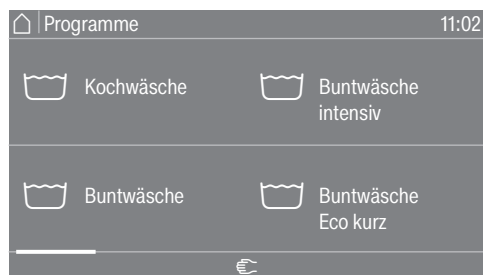 Programme 11:02
Kochwäsche
Buntwäsche
intensiv
Buntwäsche
Buntwäsche
Eco kurz